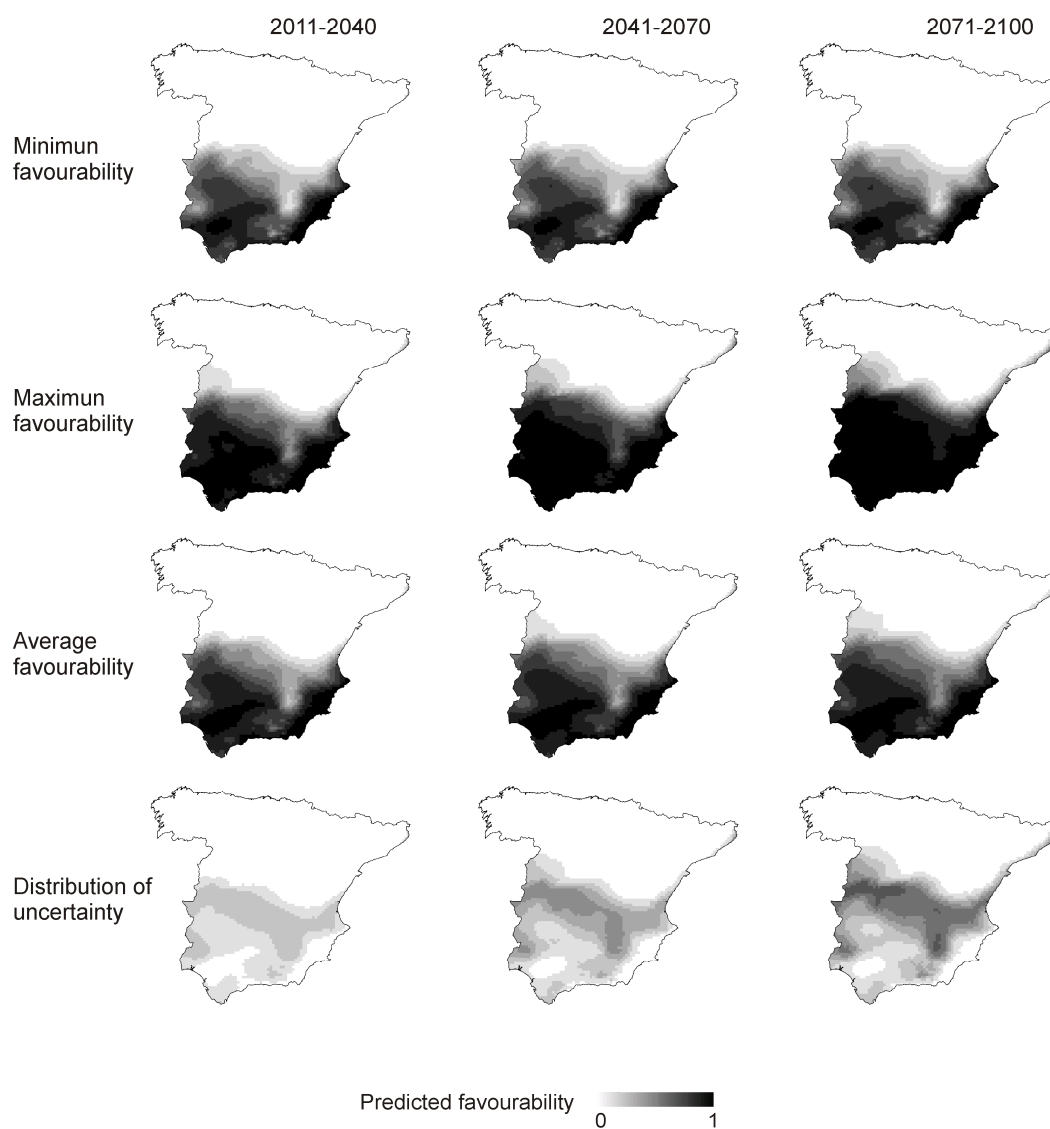 2011-2040 2041-2070 2071-2100
Minimun
favourability
Maximun
favourability
Average
favourability
Distribution of
uncertainty
Predicted favourability
0 1